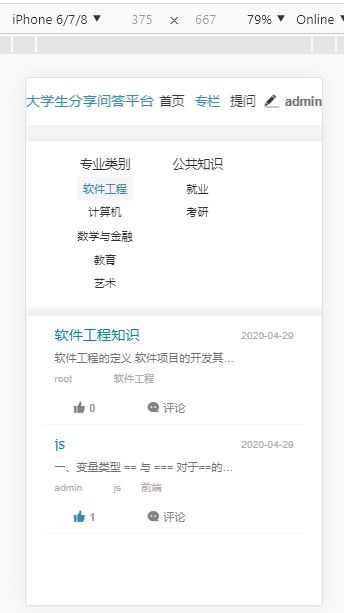 iPhone 6/7/8 ▼ 375 × 667 79% ▼ Online ▼
大学生分享问答平台 首页 专栏 提问 admin
专业类别 公共知识
软件工程 就业
计算机 考研
数学与金融
教育
艺术
软件工程知识 2020-04-29
软件工程的定义 软件项目的开发其...
root 软件工程
0 评论
js 2020-04-29
一、变量类型 == 与 === 对于==的...
admin js 前端
1 评论